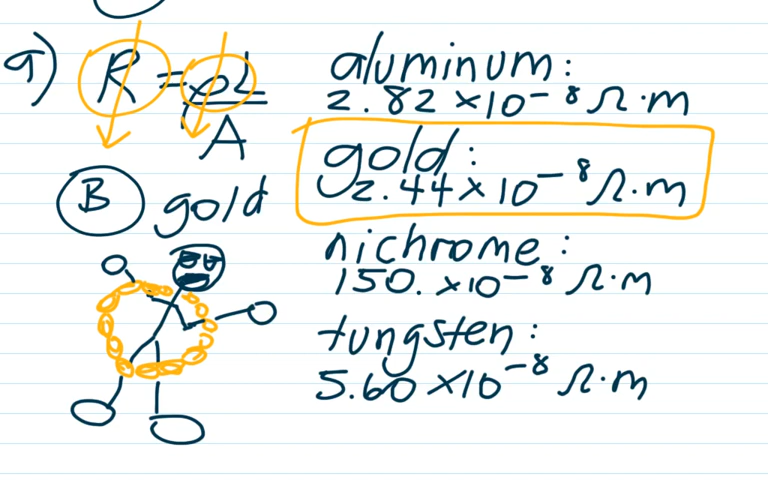 9) R = ρL
A
B gold
aluminum:
2.82 ×10⁻⁸ Ω·m
gold:
2.44 × 10⁻⁸ Ω·m
nichrome:
150. ×10⁻⁸ Ω·m
tungsten:
5.60 ×10⁻⁸ Ω·m